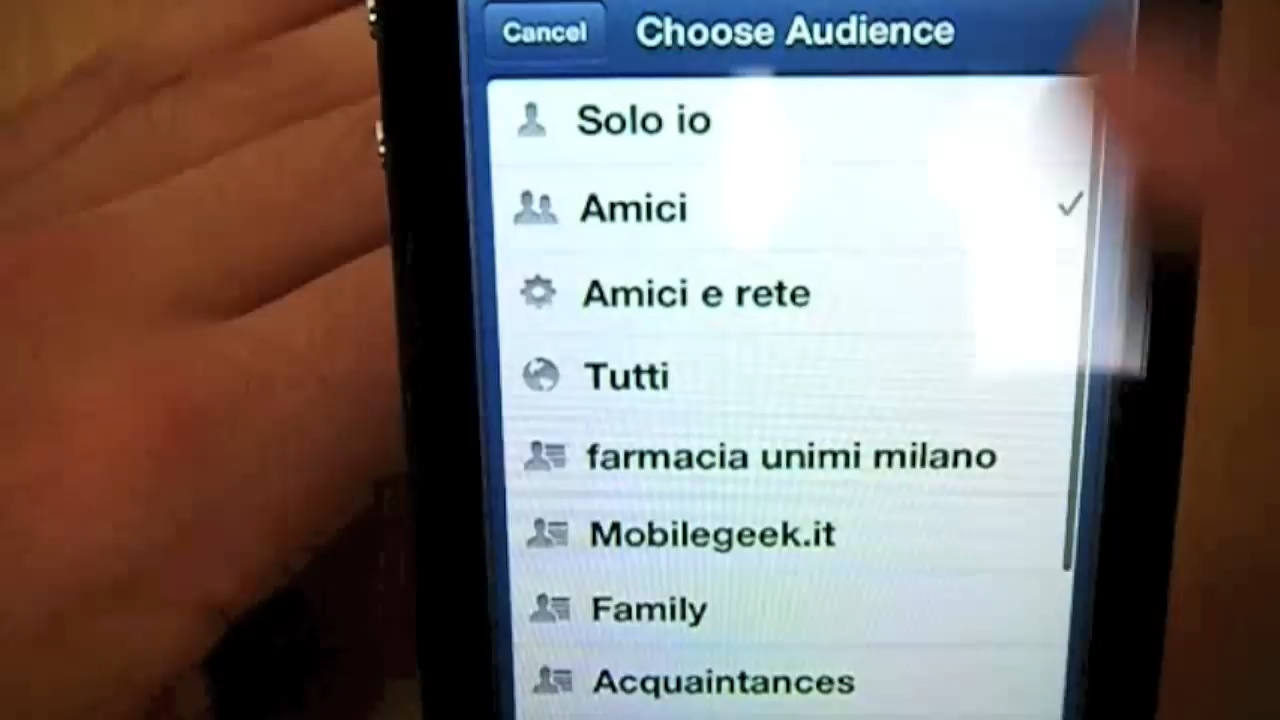 Cancel
Choose Audience
Solo io
Amici
Amici e rete
Tutti
farmacia unimi milano
Mobilegeek.it
Family
Acquaintances